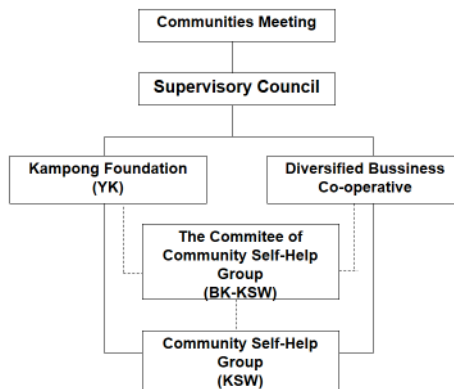 Communities Meeting
Supervisory Council
Kampong Foundation
(YK)
Diversified Bussiness
Co-operative
The Commitee of
Community Self-Help
Group
(BK-KSW)
Community Self-Help
Group
(KSW)